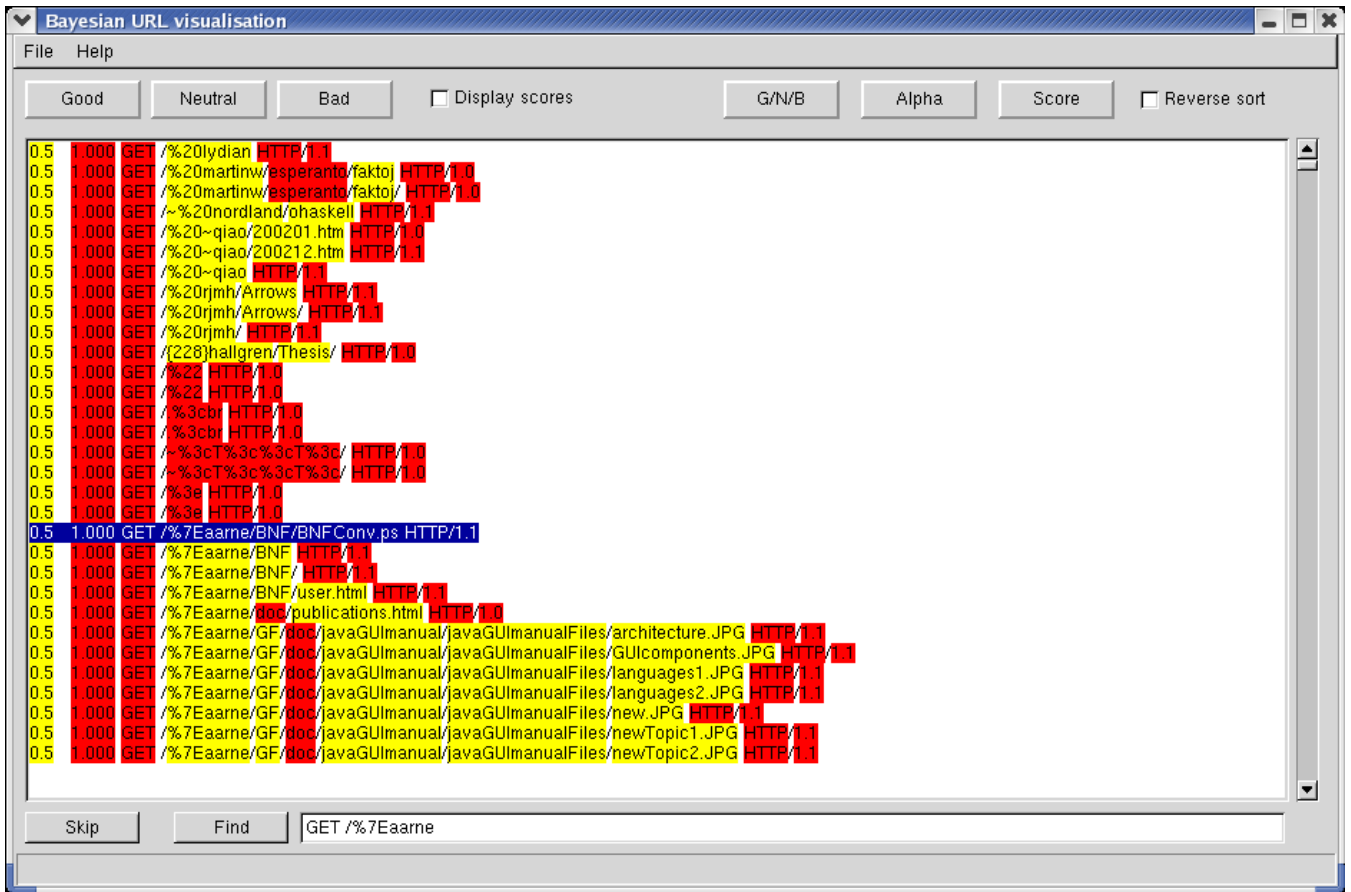 Bayesian URL visualisation
File Help
Good Neutral Bad Display scores G/N/B Alpha Score Reverse sort
0.5 1.000 GET /%20lydian HTTP/1.1
0.5 1.000 GET /%20martinw/esperanto/faktoj HTTP/1.0
0.5 1.000 GET /%20martinw/esperanto/faktoj/ HTTP/1.0
0.5 1.000 GET /~%20nordland/ohaskell HTTP/1.1
0.5 1.000 GET /%20~qiao/200201.htm HTTP/1.0
0.5 1.000 GET /%20~qiao/200212.htm HTTP/1.1
0.5 1.000 GET /%20~qiao HTTP/1.1
0.5 1.000 GET /%20rjmh/Arrows HTTP/1.1
0.5 1.000 GET /%20rjmh/Arrows/ HTTP/1.1
0.5 1.000 GET /%20rjmh/ HTTP/1.1
0.5 1.000 GET /{228}hallgren/Thesis/ HTTP/1.0
0.5 1.000 GET /%22 HTTP/1.0
0.5 1.000 GET /%22 HTTP/1.0
0.5 1.000 GET /.%3cbr HTTP/1.0
0.5 1.000 GET /.%3cbr HTTP/1.0
0.5 1.000 GET /~%3cT%3c%3cT%3c/ HTTP/1.0
0.5 1.000 GET /~%3cT%3c%3cT%3c/ HTTP/1.0
0.5 1.000 GET /%3e HTTP/1.0
0.5 1.000 GET /%3e HTTP/1.0
0.5 1.000 GET /%7Eaarne/BNF/BNFConv.ps HTTP/1.1
0.5 1.000 GET /%7Eaarne/BNF HTTP/1.1
0.5 1.000 GET /%7Eaarne/BNF/ HTTP/1.1
0.5 1.000 GET /%7Eaarne/BNF/user.html HTTP/1.1
0.5 1.000 GET /%7Eaarne/doc/publications.html HTTP/1.0
0.5 1.000 GET /%7Eaarne/GF/doc/javaGUImanual/javaGUImanualFiles/architecture.JPG HTTP/1.1
0.5 1.000 GET /%7Eaarne/GF/doc/javaGUImanual/javaGUImanualFiles/GUIcomponents.JPG HTTP/1.1
0.5 1.000 GET /%7Eaarne/GF/doc/javaGUImanual/javaGUImanualFiles/languages1.JPG HTTP/1.1
0.5 1.000 GET /%7Eaarne/GF/doc/javaGUImanual/javaGUImanualFiles/languages2.JPG HTTP/1.1
0.5 1.000 GET /%7Eaarne/GF/doc/javaGUImanual/javaGUImanualFiles/new.JPG HTTP/1.1
0.5 1.000 GET /%7Eaarne/GF/doc/javaGUImanual/javaGUImanualFiles/newTopic1.JPG HTTP/1.1
0.5 1.000 GET /%7Eaarne/GF/doc/javaGUImanual/javaGUImanualFiles/newTopic2.JPG HTTP/1.1
Skip Find GET /%7Eaarne